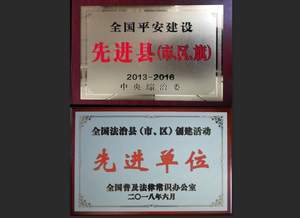 全国平安建设
先进县(市、区、旗)
2013-2016
中央综治委
全国法治县(市、区)创建活动
先进单位
全国普及法律常识办公室
二〇一八年六月